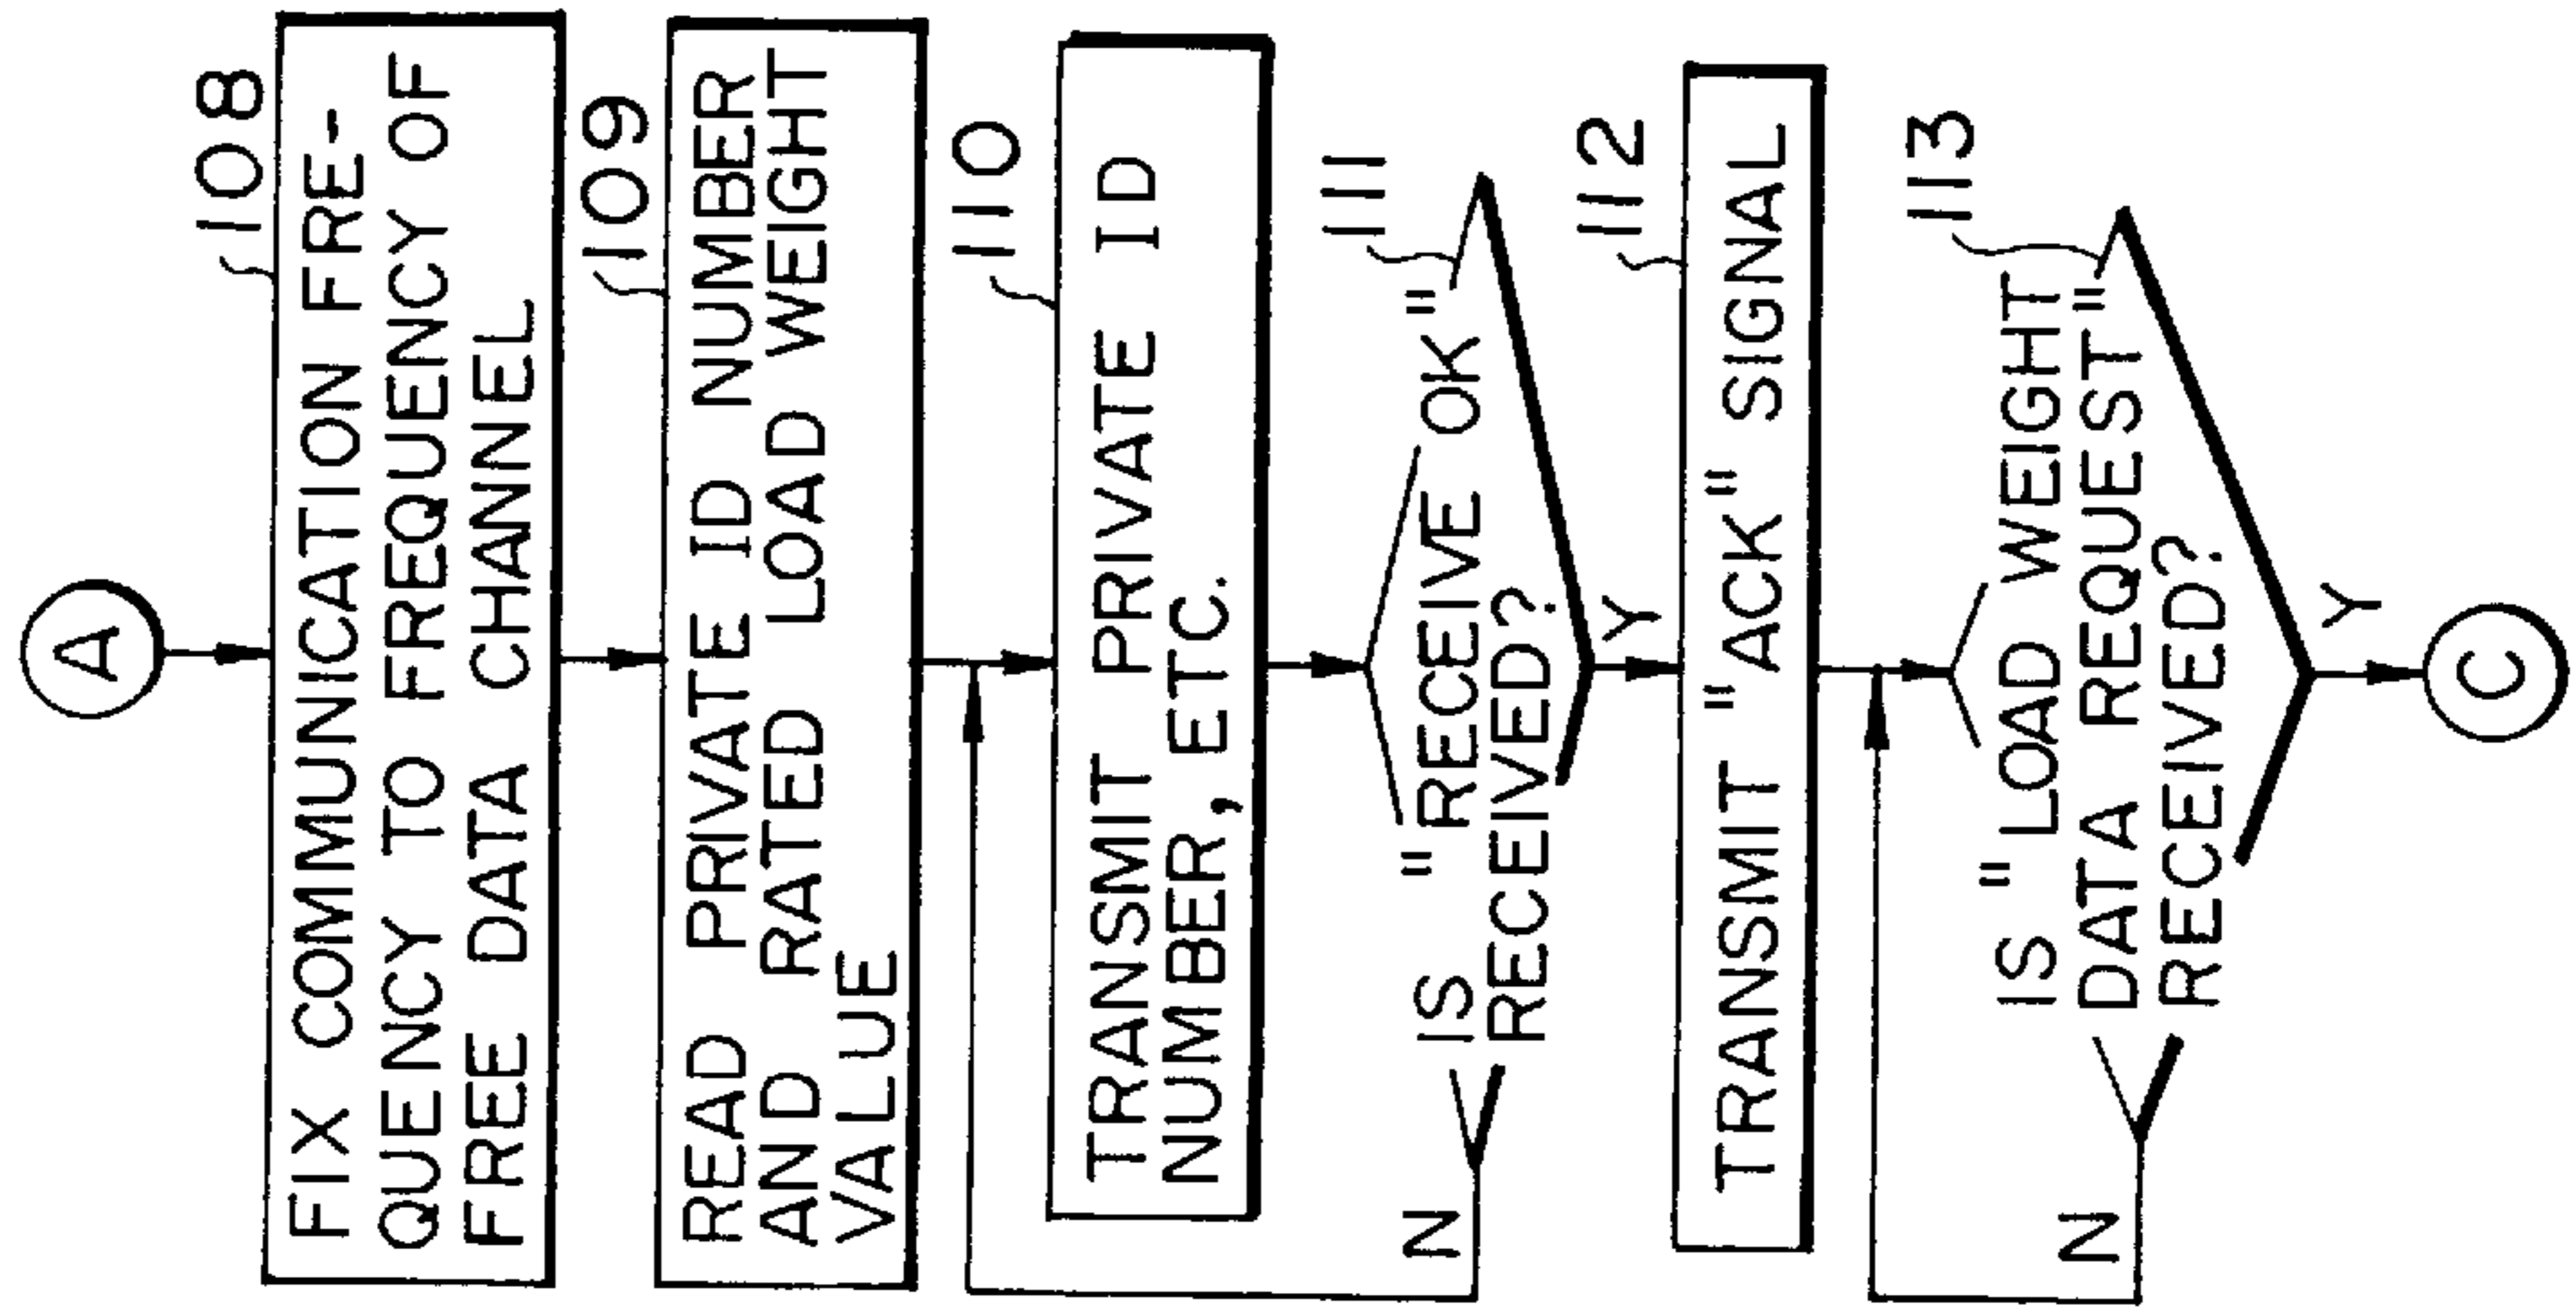 A
108
FIX COMMUNICATION FRE-
QUENCY TO FREQUENCY OF
FREE DATA CHANNEL
109
READ PRIVATE ID NUMBER
AND RATED LOAD WEIGHT
VALUE
110
TRANSMIT PRIVATE ID
NUMBER, ETC.
111
IS "RECEIVE OK"
RECEIVED?
N
Y
112
TRANSMIT "ACK" SIGNAL
113
IS "LOAD WEIGHT
DATA REQUEST"
RECEIVED?
N
Y
C